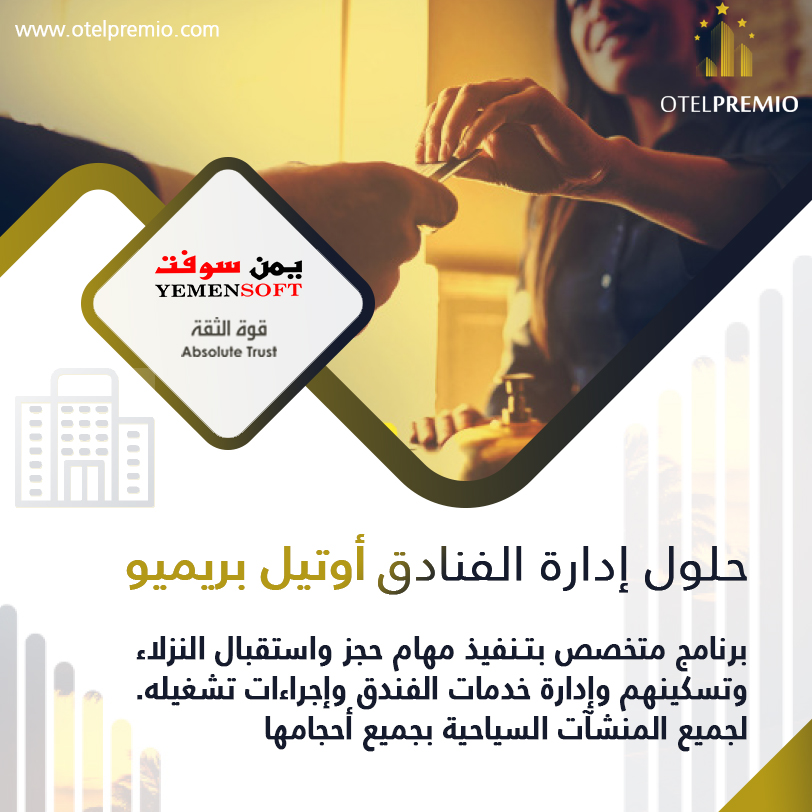 www.otelpremio.com
OTELPREMIO
يمن سوفت
YEMENSOFT
قوة الثقة
Absolute Trust
حلول إدارة الفنادق أوتيل بريميو
برنامج متخصص بتنفيذ مهام حجز واستقبال النزلاء
وتسكينهم وإدارة خدمات الفندق وإجراءات تشغيله.
لجميع المنشآت السياحية بجميع أحجامها